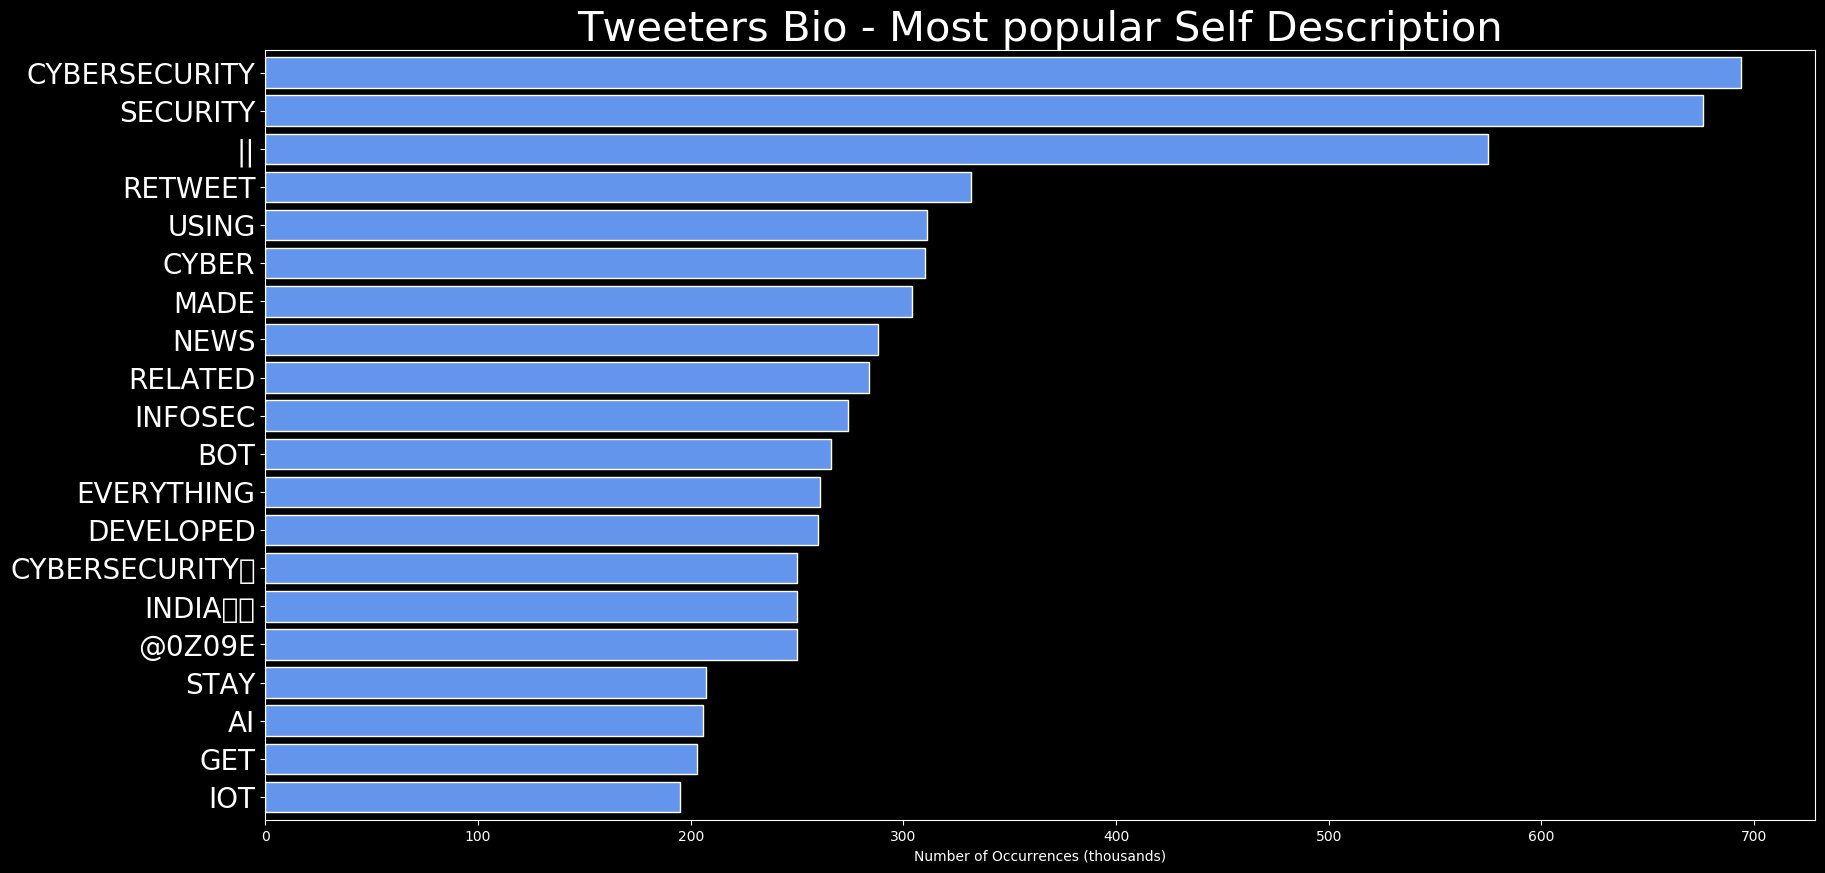 Tweeters Bio - Most popular Self Description
CYBERSECURITY
SECURITY
||
RETWEET
USING
CYBER
MADE
NEWS
RELATED
INFOSEC
BOT
EVERYTHING
DEVELOPED
CYBERSECURITY▯
INDIA▯▯
@0Z09E
STAY
AI
GET
IOT
0 100 200 300 400 500 600 700
Number of Occurrences (thousands)